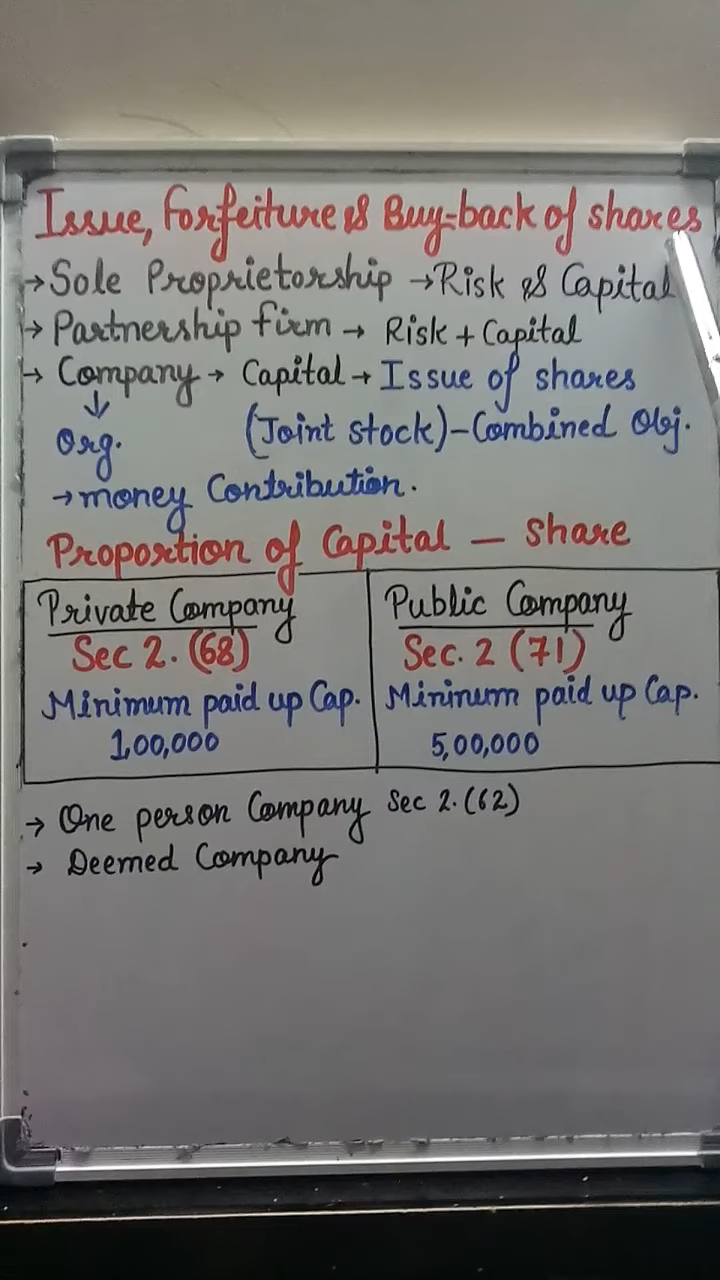 Issue, Forfeiture & Buy=back of shares
→ Sole Proprietorship → Risk & Capital
→ Partnership firm → Risk + Capital
→ Company → Capital → Issue of shares
↓
Org. (Joint stock) - Combined Obj.
→ money Contribution.
Proportion of Capital — Share
Private Company
Sec 2. (68)
Minimum paid up Cap.
1,00,000
Public Company
Sec. 2 (71)
Mininum paid up Cap.
5,00,000
→ One person Company Sec 2. (62)
→ Deemed Company